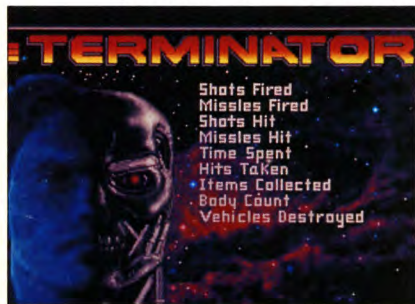 TERMINATOR
Shots Fired
Missles Fired
Shots Hit
Missles Hit
Time Spent
Hits Taken
Items Collected
Body Count
Vehicles Destroyed